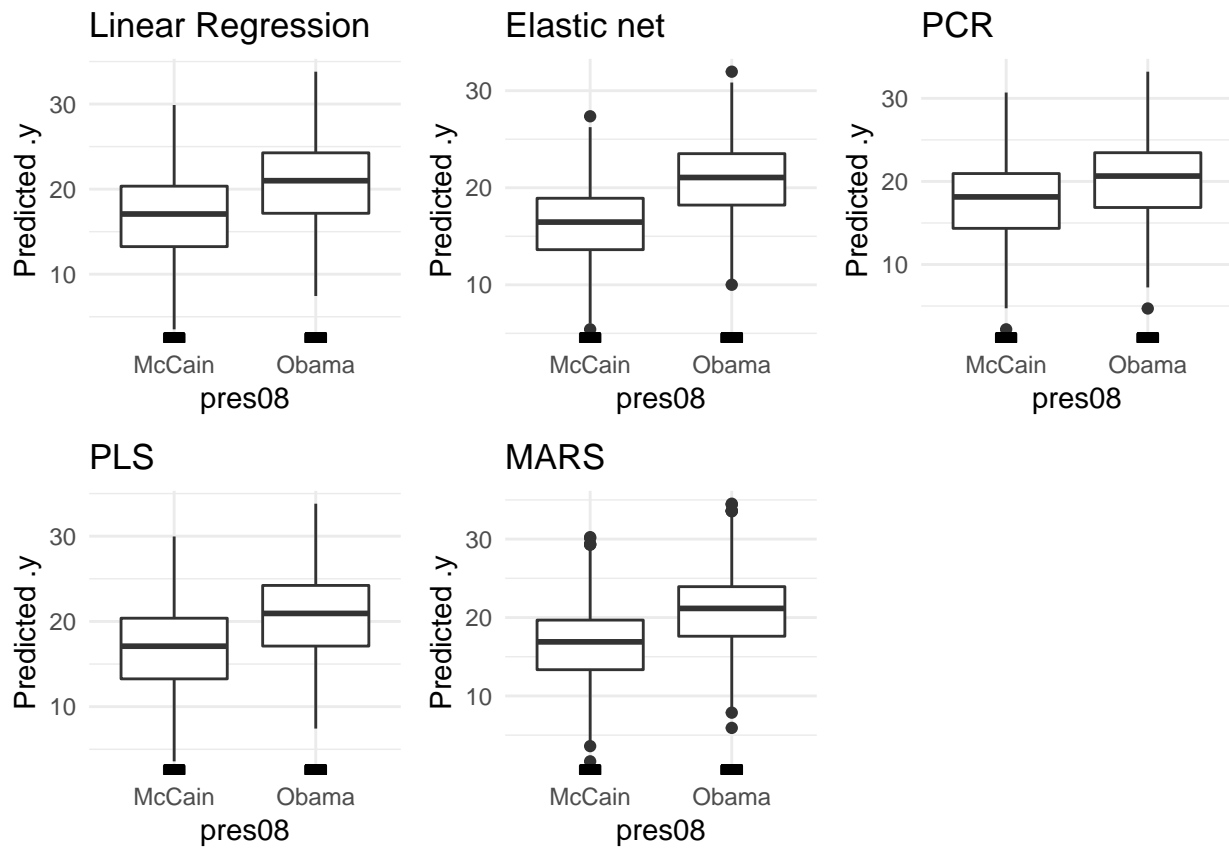 Linear Regression
Predicted .y
30
20
10
McCain Obama
pres08
Elastic net
Predicted .y
30
20
10
McCain Obama
pres08
PCR
Predicted .y
30
20
10
McCain Obama
pres08
PLS
Predicted .y
30
20
10
McCain Obama
pres08
MARS
Predicted .y
30
20
10
McCain Obama
pres08